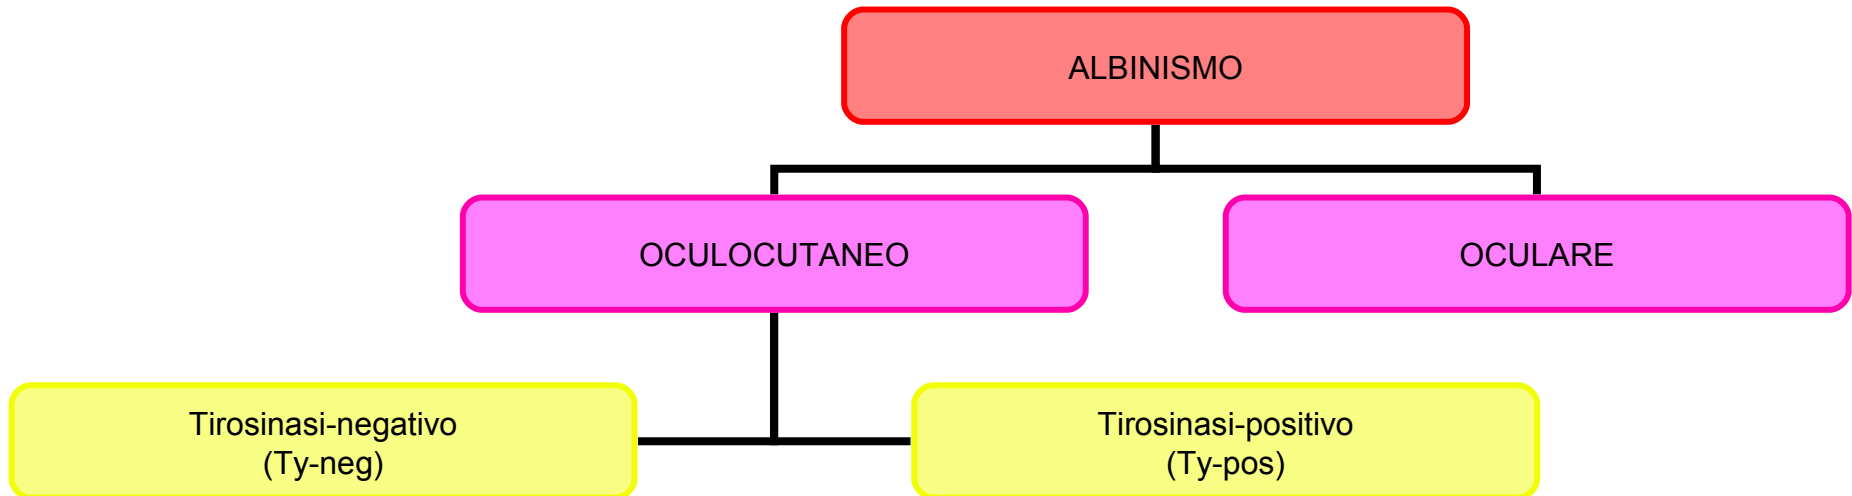 ALBINISMO
OCULOCUTANEO
OCULARE
Tirosinasi-negativo
(Ty-neg)
Tirosinasi-positivo
(Ty-pos)